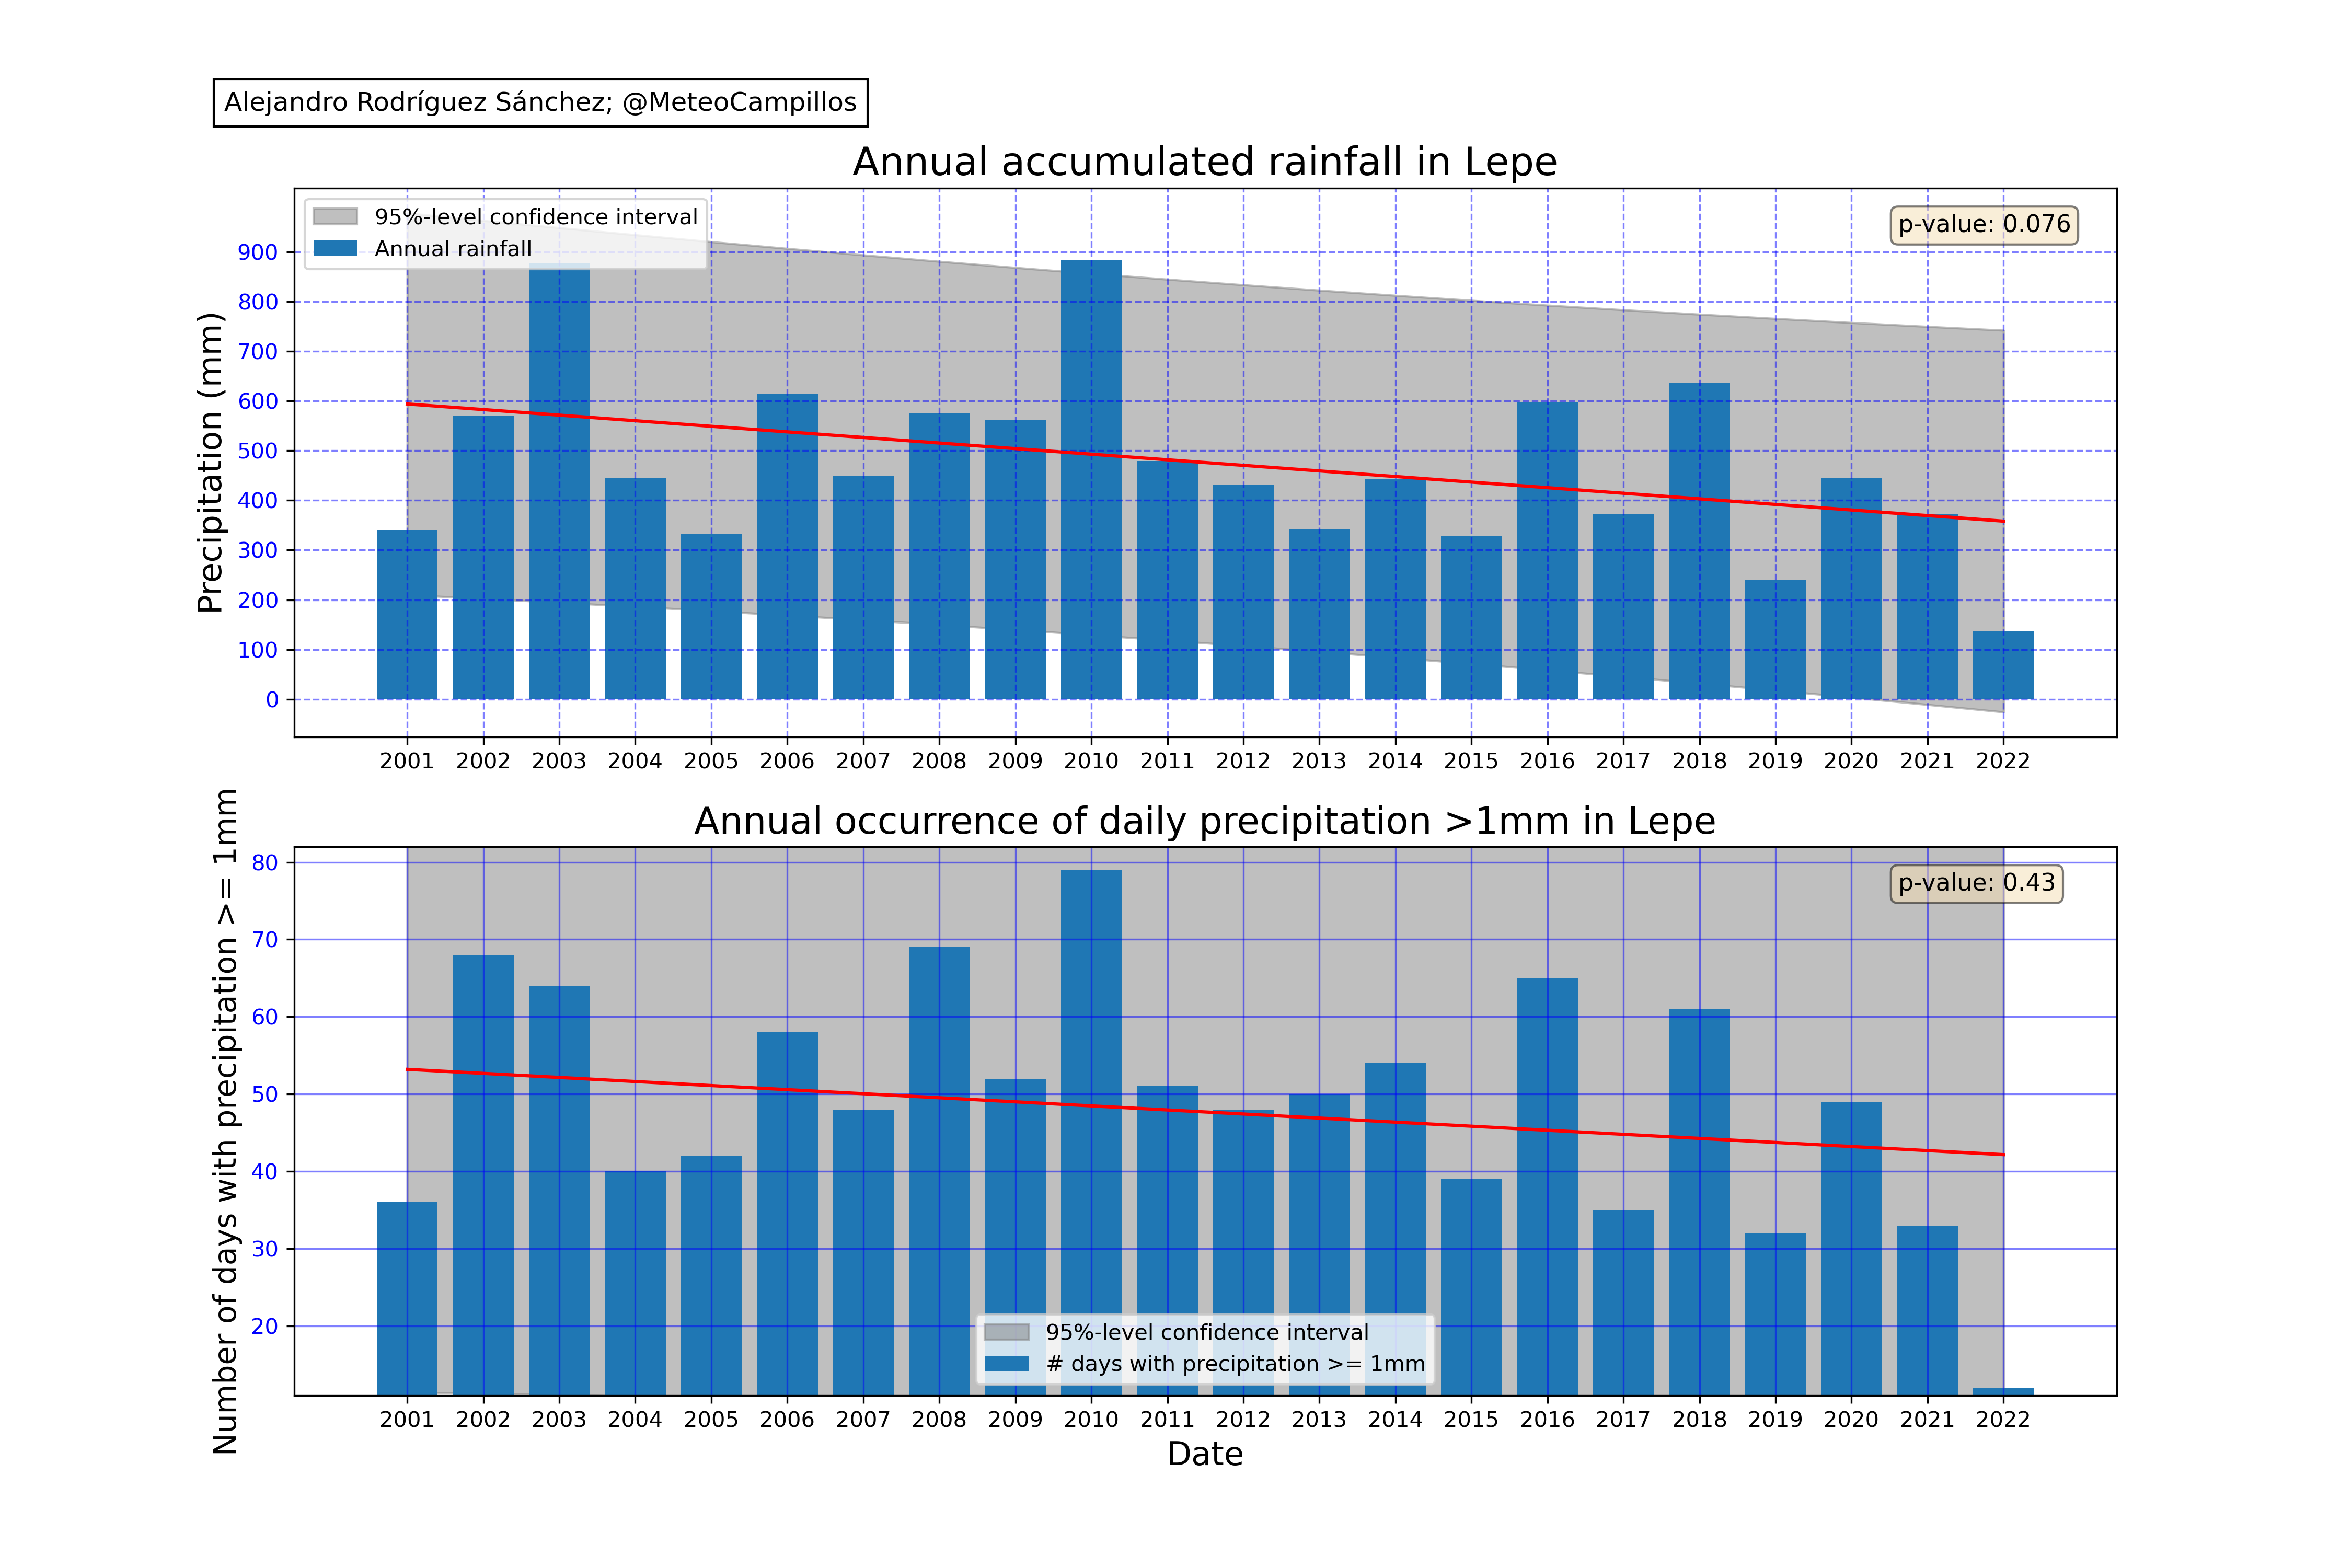 Alejandro Rodríguez Sánchez; @MeteoCampillos
Annual accumulated rainfall in Lepe
95%-level confidence interval
Annual rainfall
p-value: 0.076
Precipitation (mm)
900
800
700
600
500
400
300
200
100
0
2001 2002 2003 2004 2005 2006 2007 2008 2009 2010 2011 2012 2013 2014 2015 2016 2017 2018 2019 2020 2021 2022
Annual occurrence of daily precipitation >1mm in Lepe
p-value: 0.43
Number of days with precipitation >= 1mm
80
70
60
50
40
30
20
95%-level confidence interval
# days with precipitation >= 1mm
2001 2002 2003 2004 2005 2006 2007 2008 2009 2010 2011 2012 2013 2014 2015 2016 2017 2018 2019 2020 2021 2022
Date